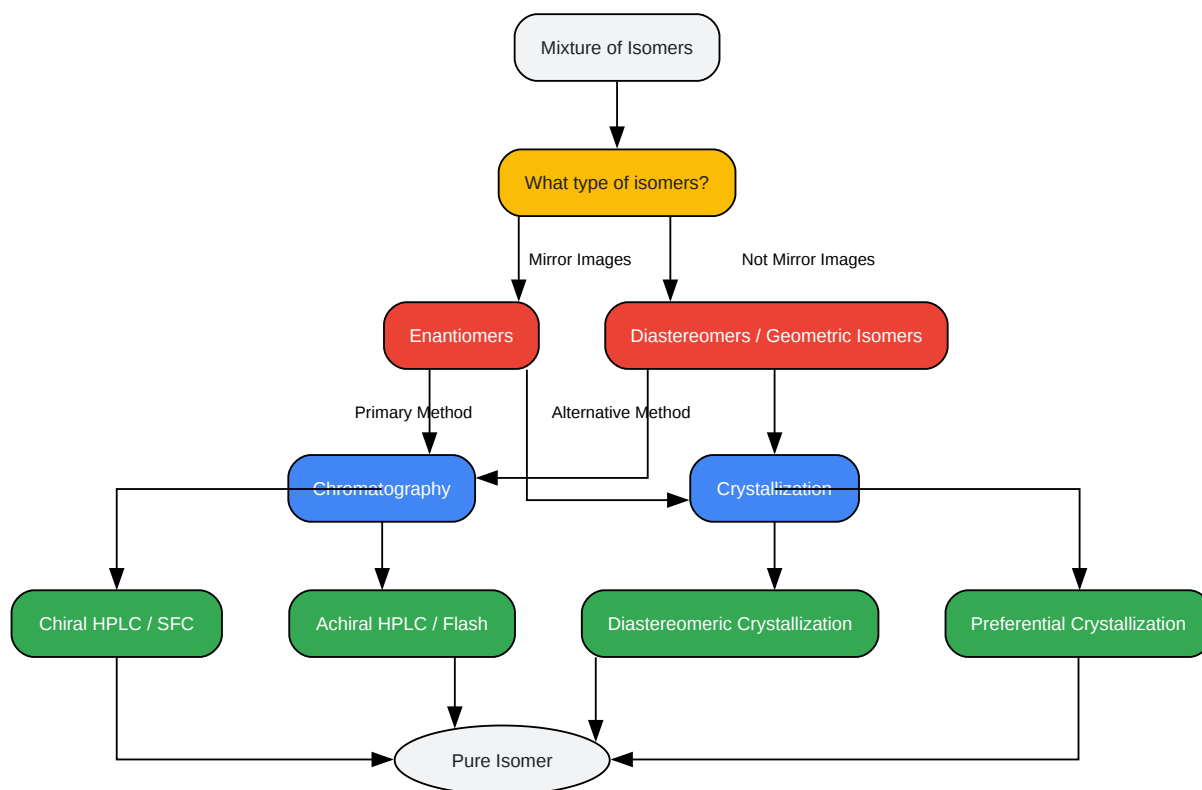 Mixture of Isomers
What type of isomers?
Mirror Images
Not Mirror Images
Enantiomers
Diastereomers / Geometric Isomers
Primary Method
Alternative Method
Chromatography
Crystallization
Chiral HPLC / SFC
Achiral HPLC / Flash
Diastereomeric Crystallization
Preferential Crystallization
Pure Isomer